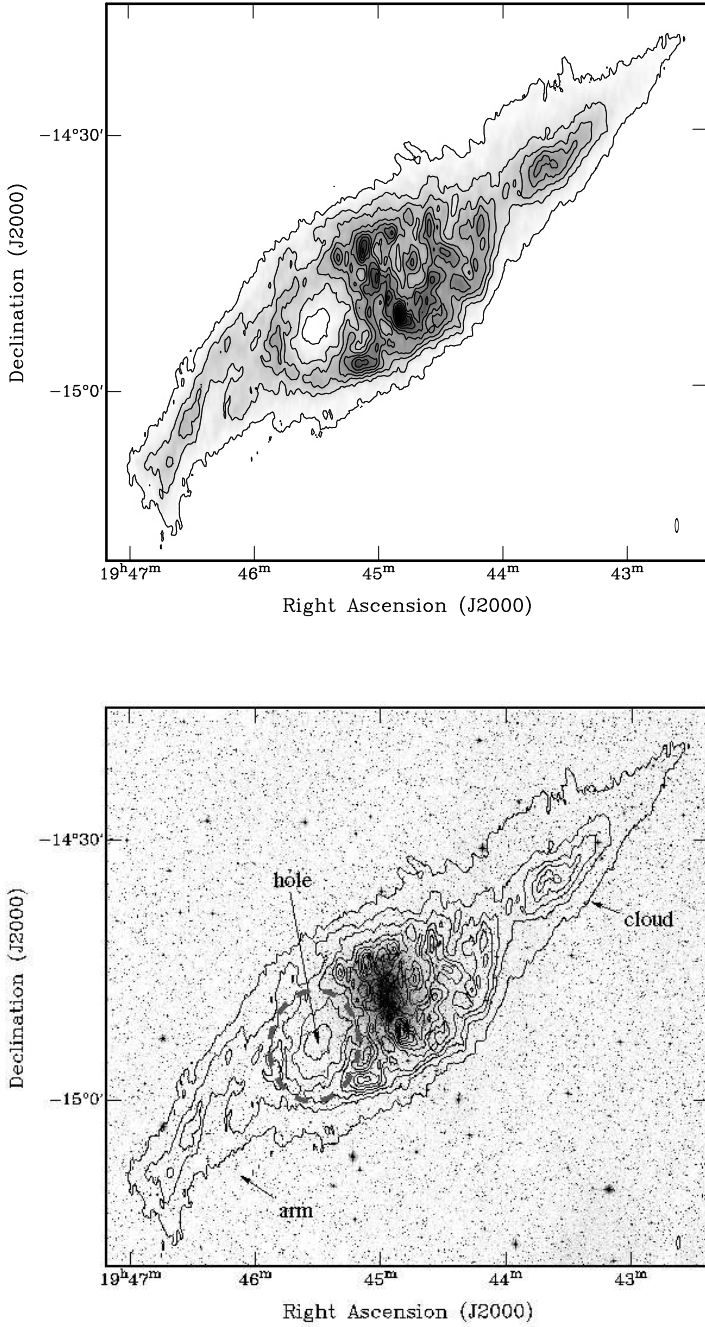 −14°30′
−15°0′
Declination (J2000)
19ʰ47ᵐ 46ᵐ 45ᵐ 44ᵐ 43ᵐ
Right Ascension (J2000)
−14°30′
−15°0′
Declination (J2000)
hole
cloud
arm
19ʰ47ᵐ 46ᵐ 45ᵐ 44ᵐ 43ᵐ
Right Ascension (J2000)